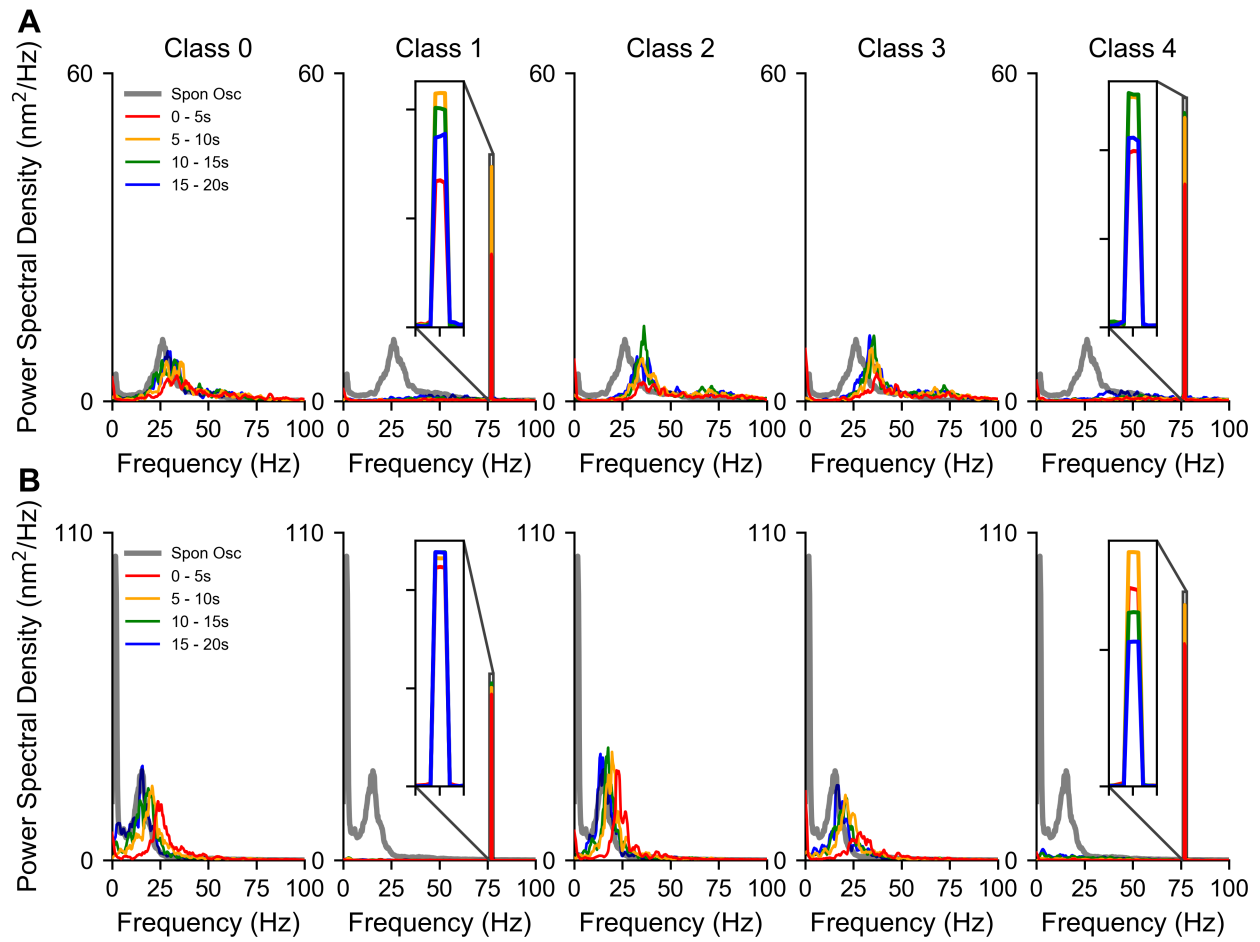 A
Class 0 Class 1 Class 2 Class 3 Class 4
Power Spectral Density (nm²/Hz)
60 60 60 60 60
Spon Osc
0 - 5s
5 - 10s
10 - 15s
15 - 20s
0 0 0 0 0
0 25 50 75 100 0 25 50 75 100 0 25 50 75 100 0 25 50 75 100 0 25 50 75 100
Frequency (Hz) Frequency (Hz) Frequency (Hz) Frequency (Hz) Frequency (Hz)
B
Power Spectral Density (nm²/Hz)
110 110 110 110 110
Spon Osc
0 - 5s
5 - 10s
10 - 15s
15 - 20s
0 0 0 0 0
0 25 50 75 100 0 25 50 75 100 0 25 50 75 100 0 25 50 75 100 0 25 50 75 100
Frequency (Hz) Frequency (Hz) Frequency (Hz) Frequency (Hz) Frequency (Hz)